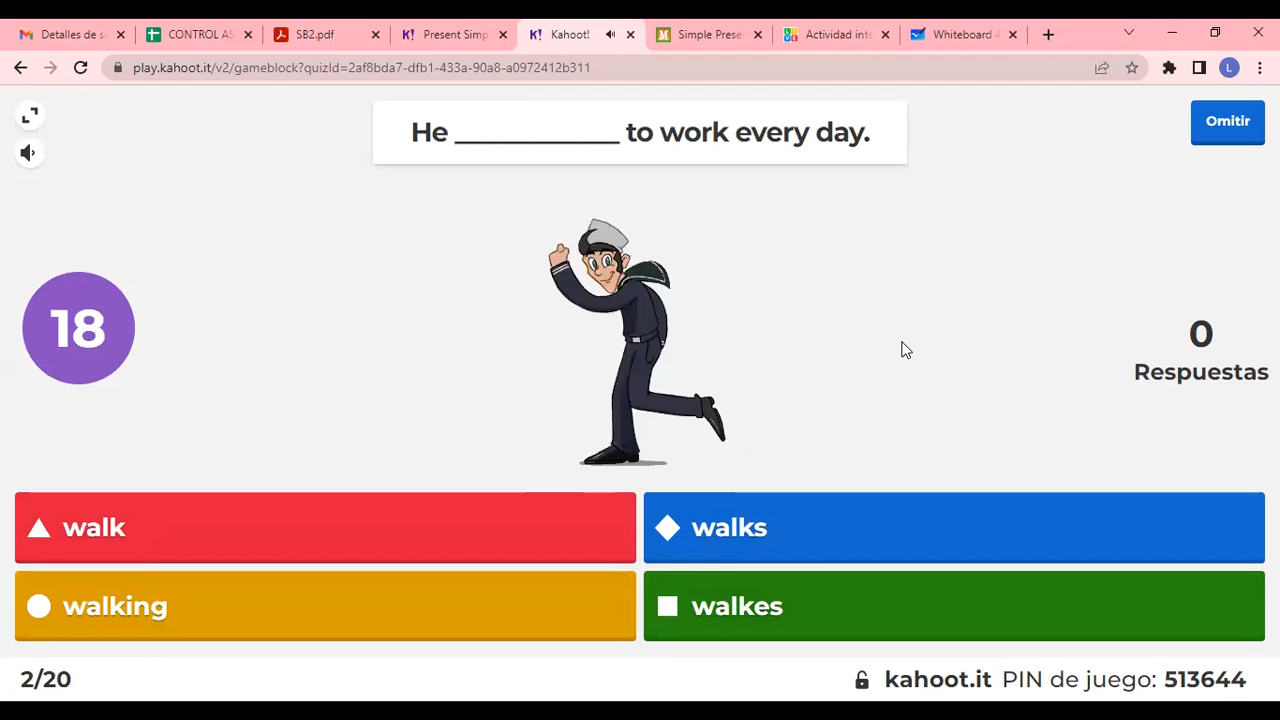 Detalles de su
CONTROL AS
SB2.pdf
K! Present Simp
K! Kahoot!
M Simple Prese
Actividad inte
Whiteboard
play.kahoot.it/v2/gameblock?quizId=2af8bda7-dfb1-433a-90a8-a0972412b311
L
He ____________ to work every day.
Omitir
18
0
Respuestas
walk
walks
walking
walkes
2/20
kahoot.it PIN de juego: 513644